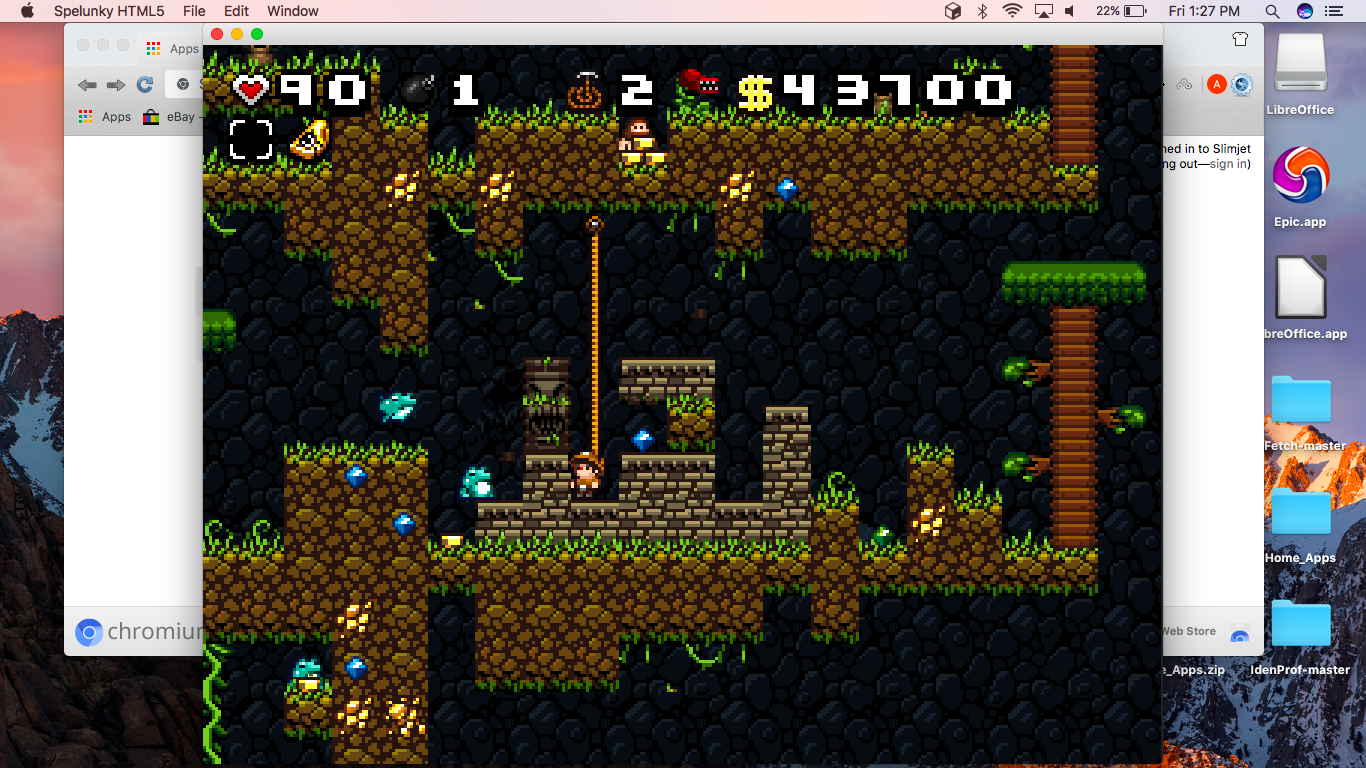 Spelunky HTML5 File Edit Window 22% Fri 1:27 PM
Apps
90 1 2 $43700
A
LibreOffice
Apps eBay
ned in to Slimjet
ng out—sign in)
Epic.app
breOffice.app
Fetch-master
Home_Apps
chromium
Web Store
e_Apps.zip IdenProf-master